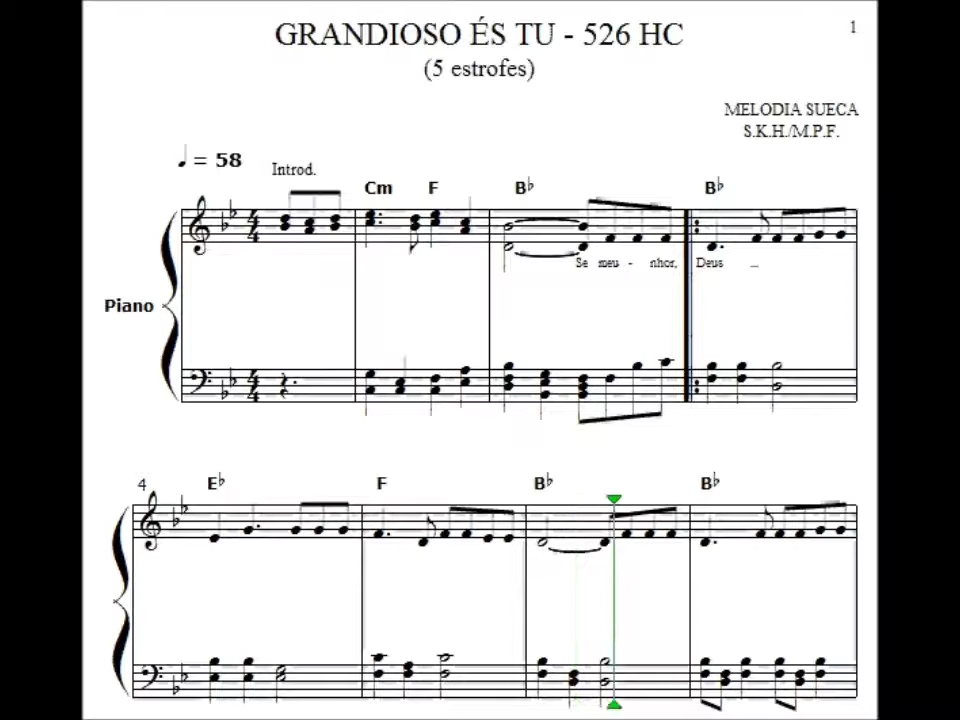 GRANDIOSO ÉS TU - 526 HC
1
(5 estrofes)
MELODIA SUECA
S.K.H./M.P.F.
♩ = 58
Introd.
Cm F B♭ B♭
Se meu - nhor, Deus _
Piano
4
E♭ F B♭ B♭